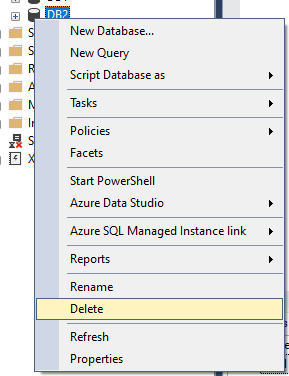 DB2
New Database...
New Query
Script Database as
Tasks
Policies
Facets
Start PowerShell
Azure Data Studio
Azure SQL Managed Instance link
Reports
Rename
Delete
Refresh
Properties